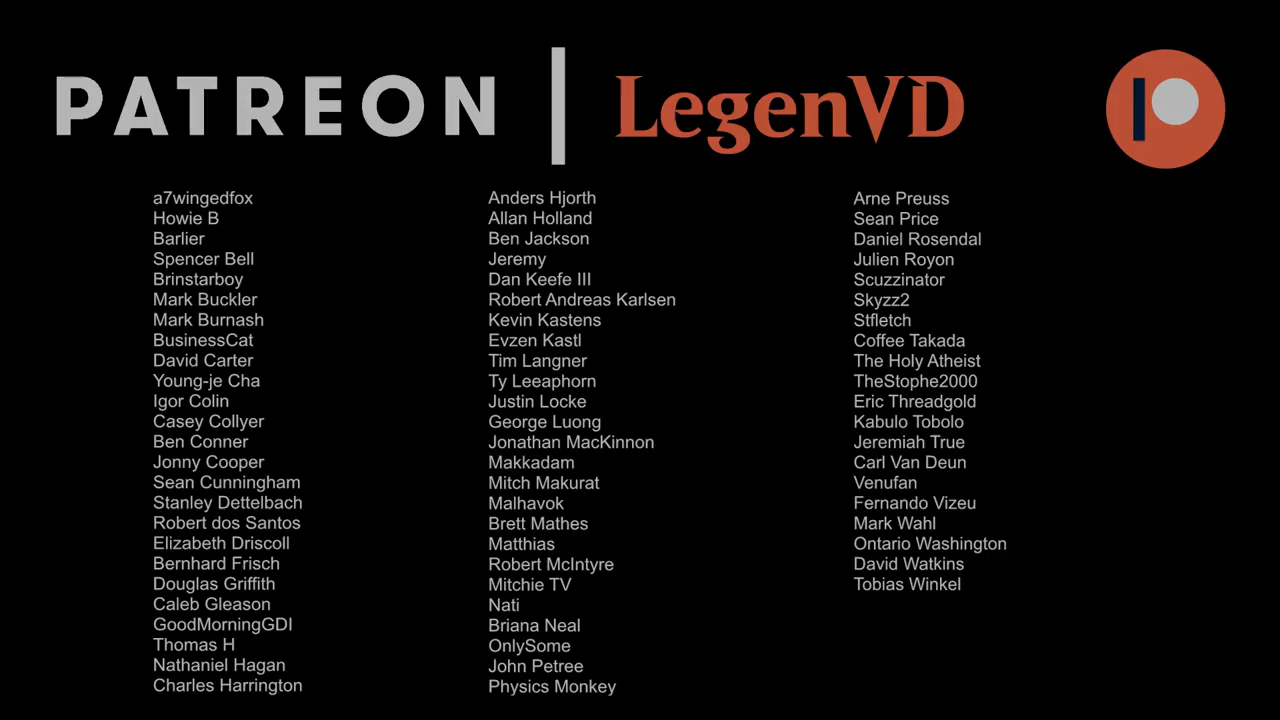 PATREON | LegenVD
a7wingedfox
Howie B
Barlier
Spencer Bell
Brinstarboy
Mark Buckler
Mark Burnash
BusinessCat
David Carter
Young-je Cha
Igor Colin
Casey Collyer
Ben Conner
Jonny Cooper
Sean Cunningham
Stanley Dettelbach
Robert dos Santos
Elizabeth Driscoll
Bernhard Frisch
Douglas Griffith
Caleb Gleason
GoodMorningGDI
Thomas H
Nathaniel Hagan
Charles Harrington
Anders Hjorth
Allan Holland
Ben Jackson
Jeremy
Dan Keefe III
Robert Andreas Karlsen
Kevin Kastens
Evzen Kastl
Tim Langner
Ty Leeaphorn
Justin Locke
George Luong
Jonathan MacKinnon
Makkadam
Mitch Makurat
Malhavok
Brett Mathes
Matthias
Robert McIntyre
Mitchie TV
Nati
Briana Neal
OnlySome
John Petree
Physics Monkey
Arne Preuss
Sean Price
Daniel Rosendal
Julien Royon
Scuzzinator
Skyzz2
Stfletch
Coffee Takada
The Holy Atheist
TheStophe2000
Eric Threadgold
Kabulo Tobolo
Jeremiah True
Carl Van Deun
Venufan
Fernando Vizeu
Mark Wahl
Ontario Washington
David Watkins
Tobias Winkel